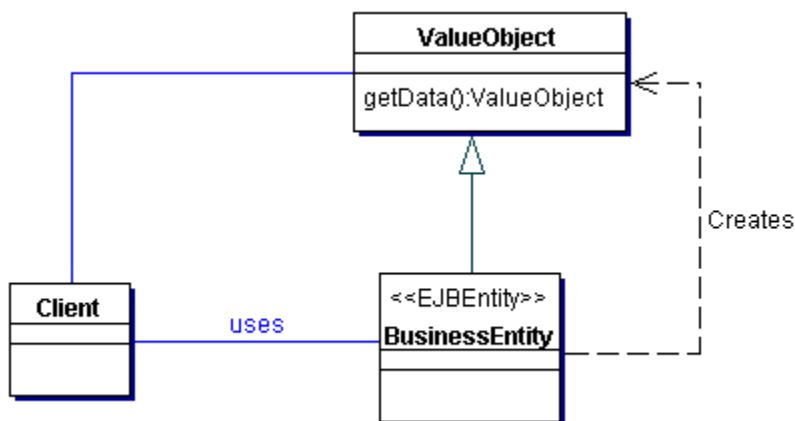 ValueObject
getData():ValueObject
Creates
Client
uses
<<EJBEntity>>
BusinessEntity